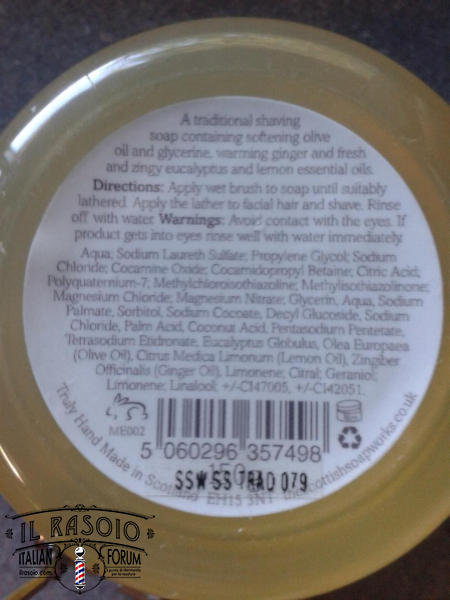 A traditional shaving
soap containing softening olive
oil and glycerine, warming ginger and fresh
and zingy eucalyptus and lemon essential oils.
Directions: Apply wet brush to soap until suitably
lathered. Apply the lather to facial hair and shave. Rinse
off with water. Warnings: Avoid contact with the eyes. If
product gets into eyes rinse well with water immediately.
Aqua; Sodium Laureth Sulfate; Propylene Glycol; Sodium
Chloride; Cocamine Oxide; Cocamidopropyl Betaine; Citric Acid;
Polyquaternium-7; Methylchloroisothiazoline; Methylisothiazolinone;
Magnesium Chloride; Magnesium Nitrate; Glycerin, Aqua, Sodium
Palmate, Sorbitol, Sodium Cocoate, Decyl Glucoside, Sodium
Chloride, Palm Acid, Coconut Acid, Pentasodium Pentetate,
Tetrasodium Etidronate, Eucalyptus Globulus, Olea Europaea
(Olive Oil), Citrus Medica Limonum (Lemon Oil), Zingiber
Officinalis (Ginger Oil), Limonene; Citral; Geraniol;
Limonene; Linalool; +/-CI47005, +/-CI42051.
ME002
5 060296 357498
150g
SSW SS TRAD 079
Truly Hand Made in Scotland EH15 3NT thescottishsoapworks.co.uk
IL RASOIO
ITALIAN FORUM
ilrasoio.com